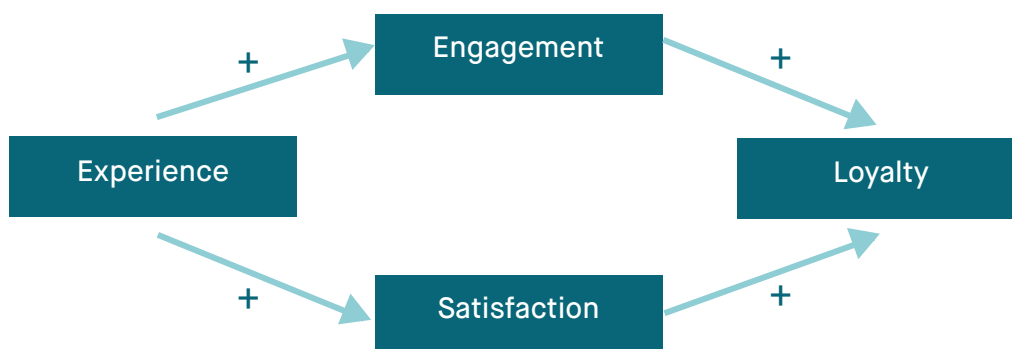 +
Engagement
+
Experience
Loyalty
+
Satisfaction
+